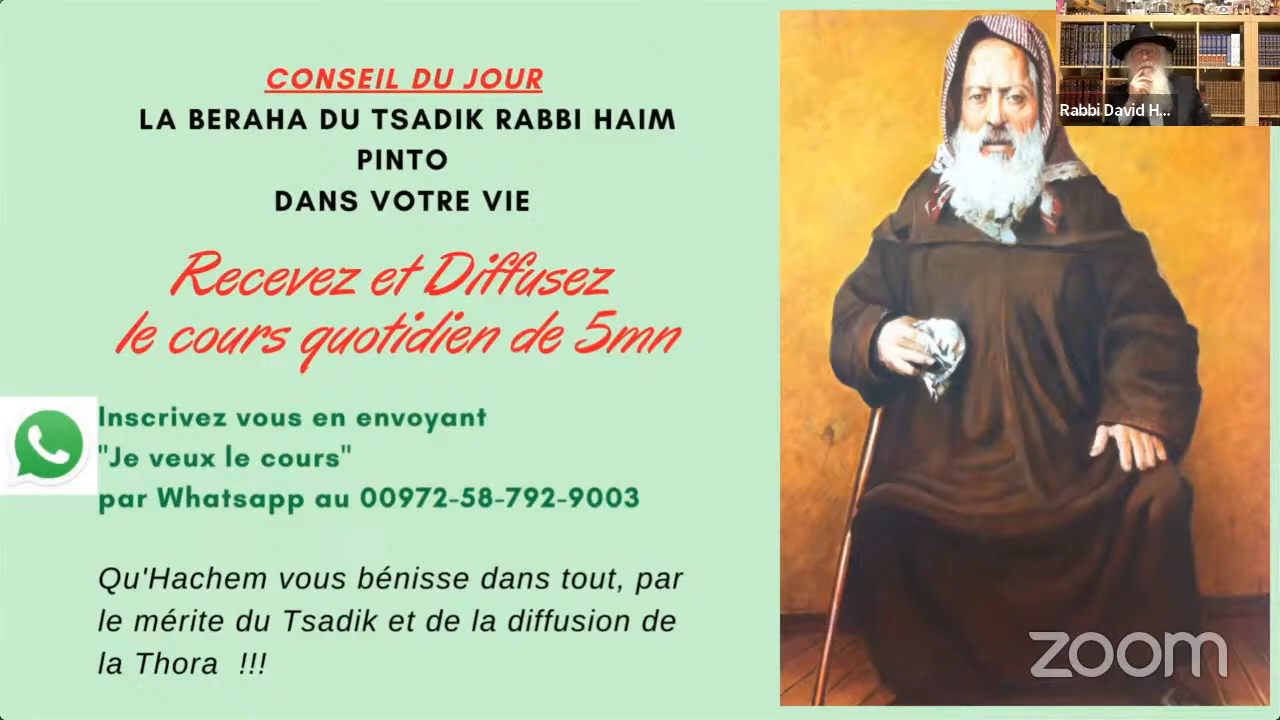 CONSEIL DU JOUR
LA BERAHA DU TSADIK RABBI HAIM
PINTO
DANS VOTRE VIE
Recevez et Diffusez
le cours quotidien de 5mn
Inscrivez vous en envoyant
"Je veux le cours"
par Whatsapp au 00972-58-792-9003
Qu'Hachem vous bénisse dans tout, par
le mérite du Tsadik et de la diffusion de
la Thora !!!
Rabbi David H...
zoom